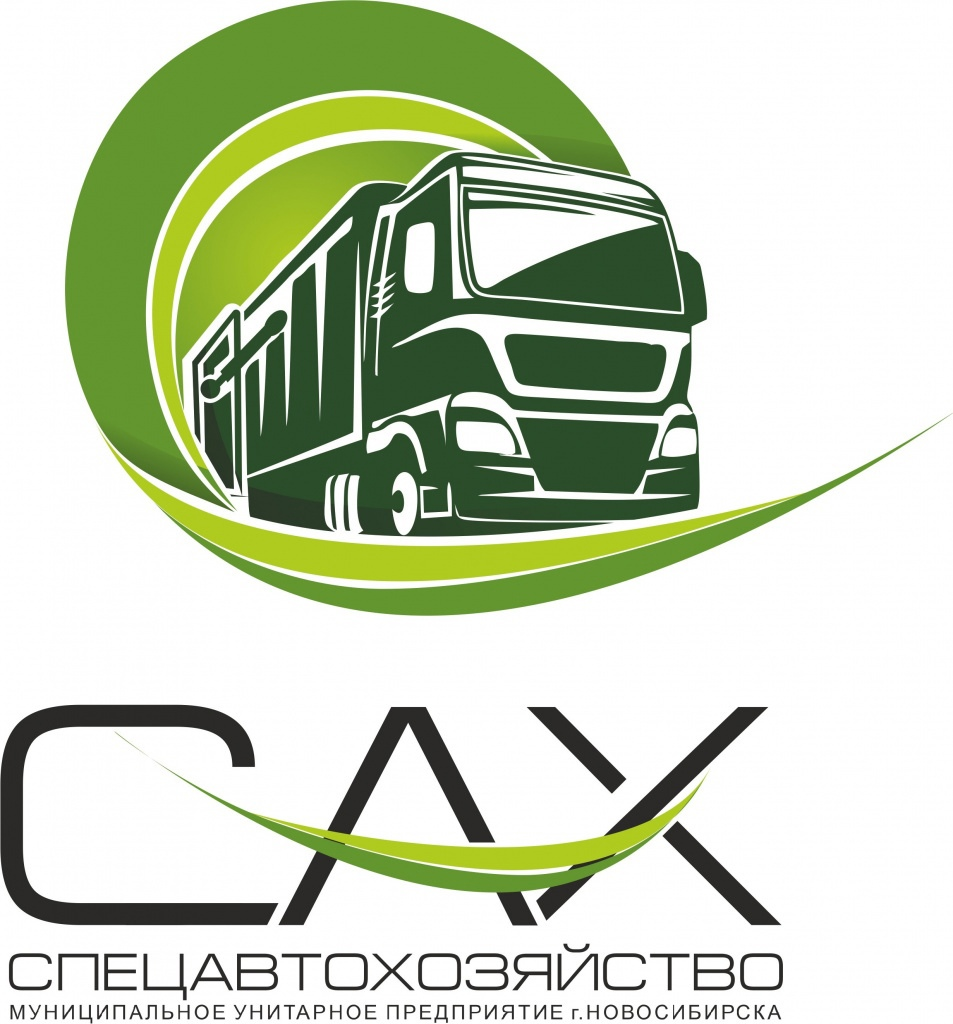 САХ
СПЕЦАВТОХОЗЯЙСТВО
МУНИЦИПАЛЬНОЕ УНИТАРНОЕ ПРЕДПРИЯТИЕ г.НОВОСИБИРСКА